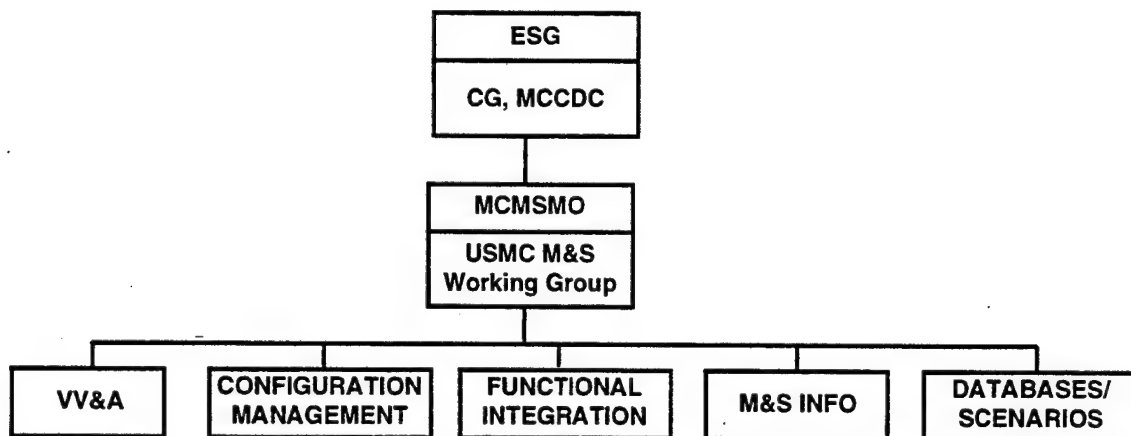 ESG
CG, MCCDC
MCMSMO
USMC M&S
Working Group
VV&A
CONFIGURATION
MANAGEMENT
FUNCTIONAL
INTEGRATION
M&S INFO
DATABASES/
SCENARIOS